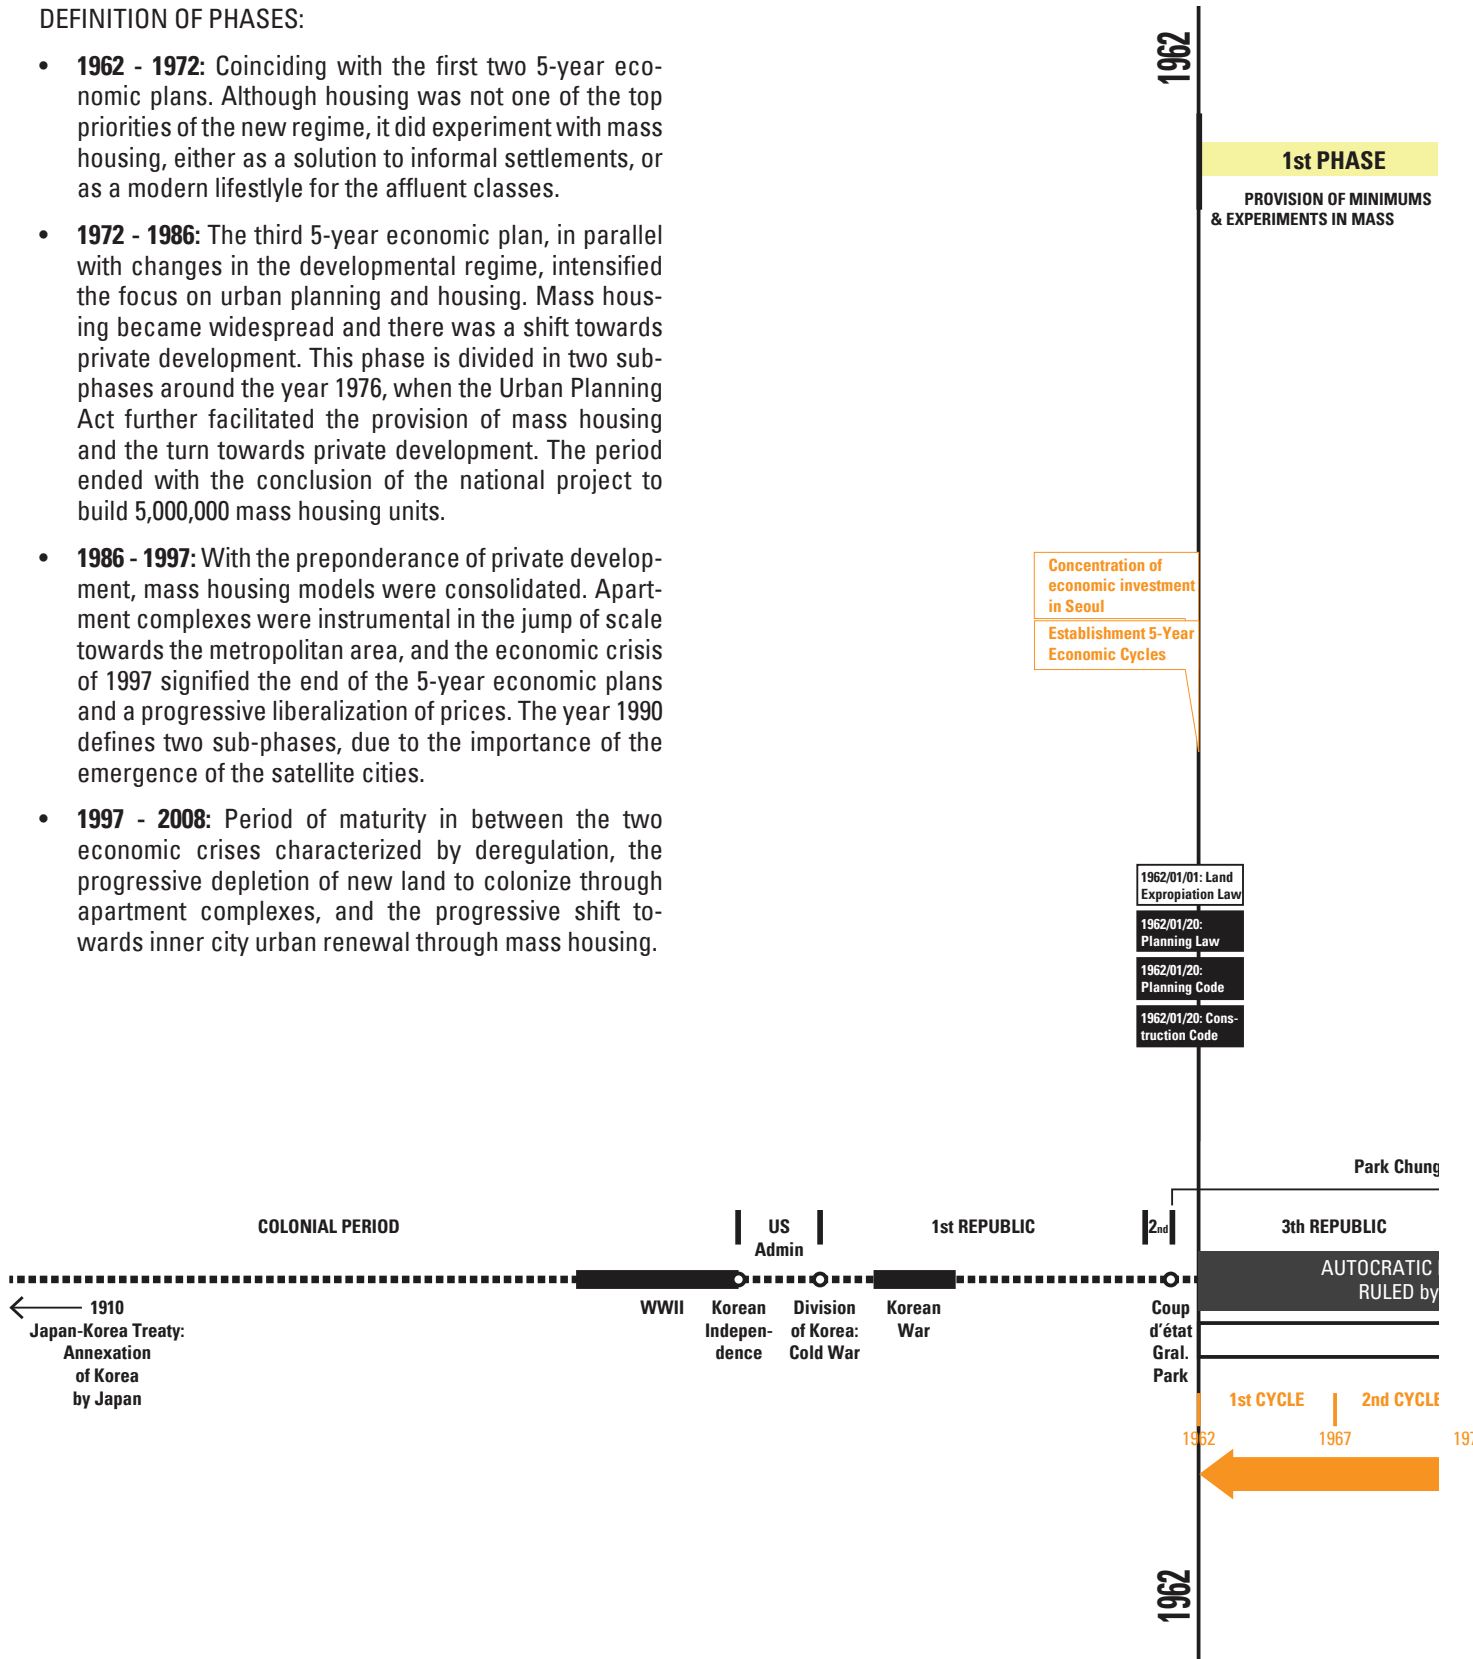 DEFINITION OF PHASES:
• 1962 - 1972: Coinciding with the first two 5-year eco-
nomic plans. Although housing was not one of the top
priorities of the new regime, it did experiment with mass
housing, either as a solution to informal settlements, or
as a modern lifestlyle for the affluent classes.
• 1972 - 1986: The third 5-year economic plan, in parallel
with changes in the developmental regime, intensified
the focus on urban planning and housing. Mass hous-
ing became widespread and there was a shift towards
private development. This phase is divided in two sub-
phases around the year 1976, when the Urban Planning
Act further facilitated the provision of mass housing
and the turn towards private development. The period
ended with the conclusion of the national project to
build 5,000,000 mass housing units.
• 1986 - 1997: With the preponderance of private develop-
ment, mass housing models were consolidated. Apart-
ment complexes were instrumental in the jump of scale
towards the metropolitan area, and the economic crisis
of 1997 signified the end of the 5-year economic plans
and a progressive liberalization of prices. The year 1990
defines two sub-phases, due to the importance of the
emergence of the satellite cities.
• 1997 - 2008: Period of maturity in between the two
economic crises characterized by deregulation, the
progressive depletion of new land to colonize through
apartment complexes, and the progressive shift to-
wards inner city urban renewal through mass housing.
1962
1st PHASE
PROVISION OF MINIMUMS
& EXPERIMENTS IN MASS
Concentration of
economic investment
in Seoul
Establishment 5-Year
Economic Cycles
1962/01/01: Land
Expropiation Law
1962/01/20:
Planning Law
1962/01/20:
Planning Code
1962/01/20: Cons-
truction Code
Park Chung
COLONIAL PERIOD
US
Admin
1st REPUBLIC
2nd
3th REPUBLIC
AUTOCRATIC
RULED by
1910
Japan-Korea Treaty:
Annexation
of Korea
by Japan
WWII
Korean
Indepen-
dence
Division
of Korea:
Cold War
Korean
War
Coup
d’état
Gral.
Park
1st CYCLE
2nd CYCLE
1962
1967
197
1962